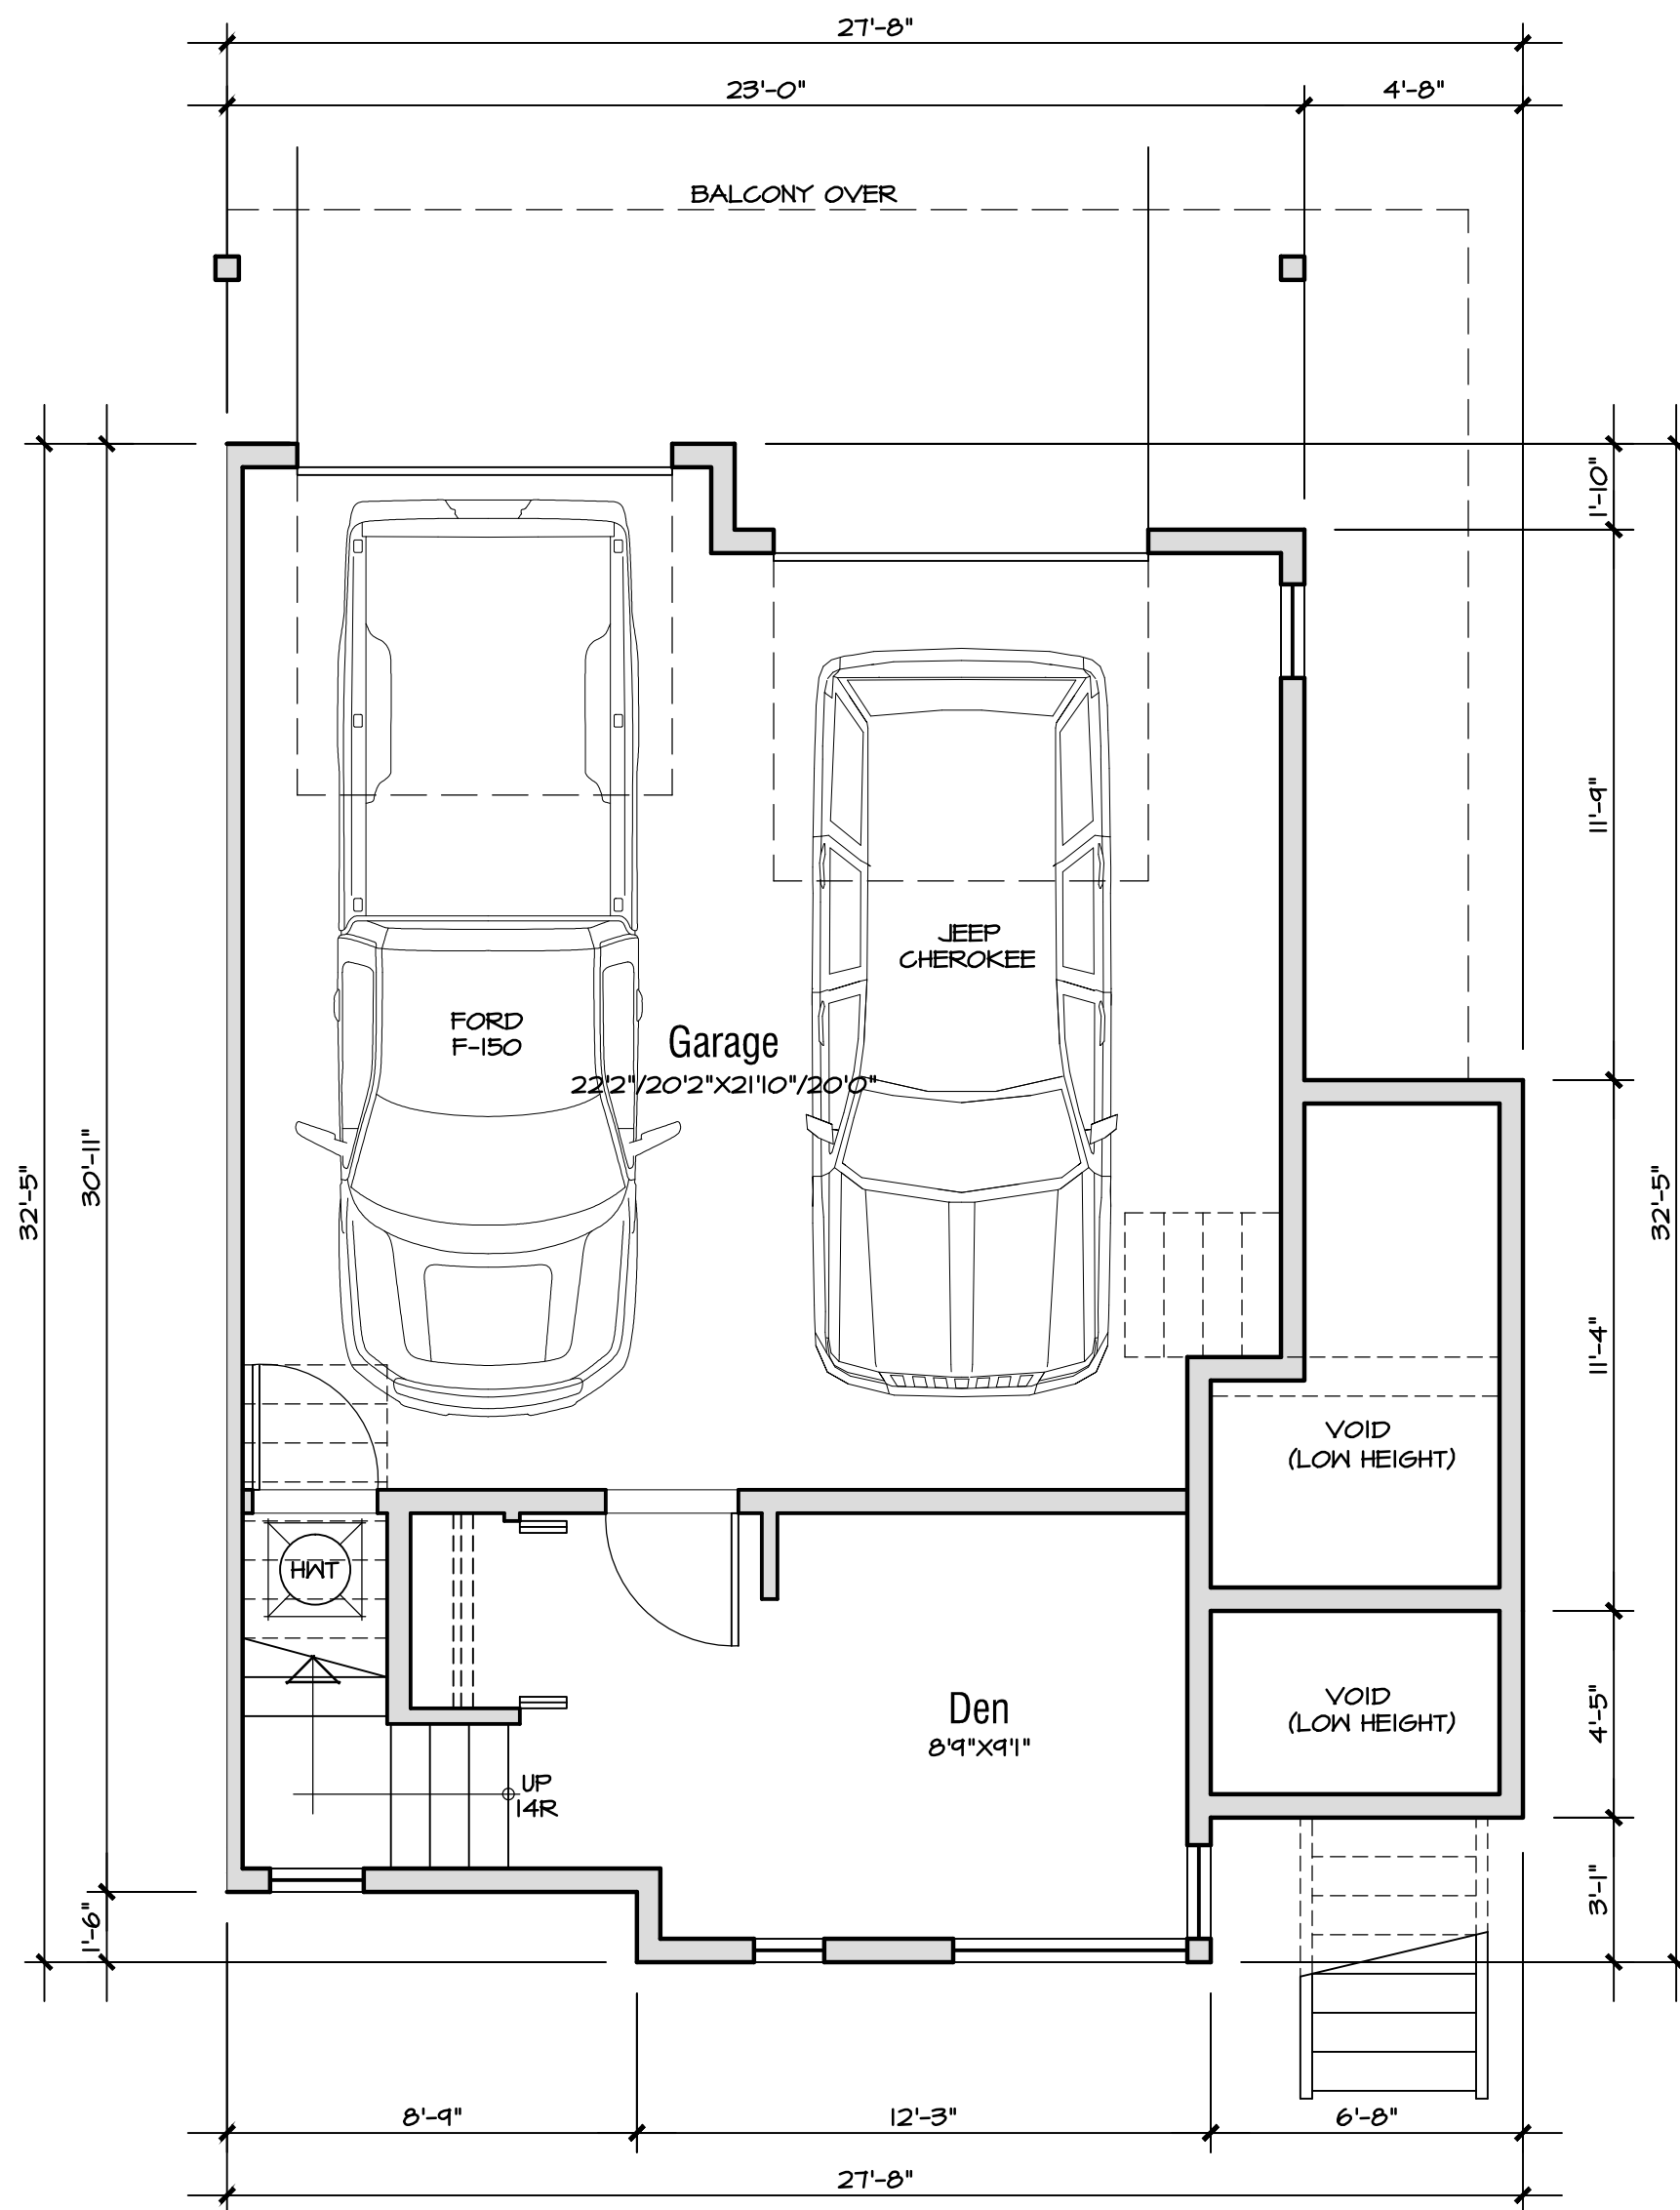 27'-8"
23'-0"
4'-8"
BALCONY OVER
1'-10"
11'-9"
JEEP
CHEROKEE
FORD
F-150
Garage
22'2"/20'2"X21'10"/20'0"
32'-5"
30'-11"
32'-5"
11'-4"
VOID
(LOW HEIGHT)
HWT
Den
8'9"X9'1"
VOID
(LOW HEIGHT)
4'-5"
UP
14R
3'-1"
1'-6"
8'-9"
12'-3"
6'-8"
27'-8"